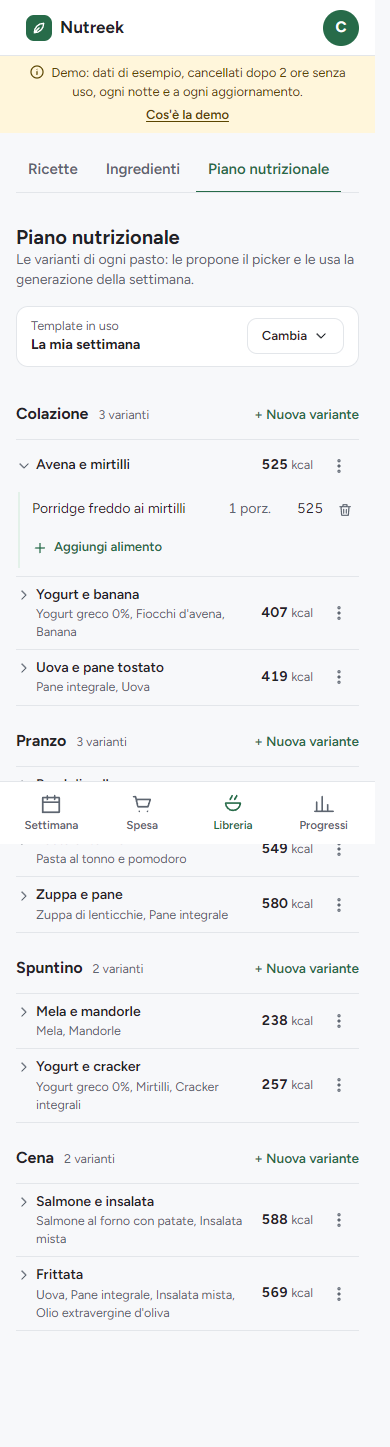 Nutreek
C
Demo: dati di esempio, cancellati dopo 2 ore senza
uso, ogni notte e a ogni aggiornamento.
Cos'è la demo
Ricette
Ingredienti
Piano nutrizionale
Piano nutrizionale
Le varianti di ogni pasto: le propone il picker e le usa la
generazione della settimana.
Template in uso
La mia settimana
Cambia
Colazione 3 varianti + Nuova variante
Avena e mirtilli 525 kcal
Porridge freddo ai mirtilli 1 porz. 525
+ Aggiungi alimento
Yogurt e banana 407 kcal
Yogurt greco 0%, Fiocchi d'avena,
Banana
Uova e pane tostato 419 kcal
Pane integrale, Uova
Pranzo 3 varianti + Nuova variante
Settimana
Spesa
Libreria
Progressi
549 kcal
Pasta al tonno e pomodoro
Zuppa e pane 580 kcal
Zuppa di lenticchie, Pane integrale
Spuntino 2 varianti + Nuova variante
Mela e mandorle 238 kcal
Mela, Mandorle
Yogurt e cracker 257 kcal
Yogurt greco 0%, Mirtilli, Cracker
integrali
Cena 2 varianti + Nuova variante
Salmone e insalata 588 kcal
Salmone al forno con patate, Insalata
mista
Frittata 569 kcal
Uova, Pane integrale, Insalata mista,
Olio extravergine d'oliva